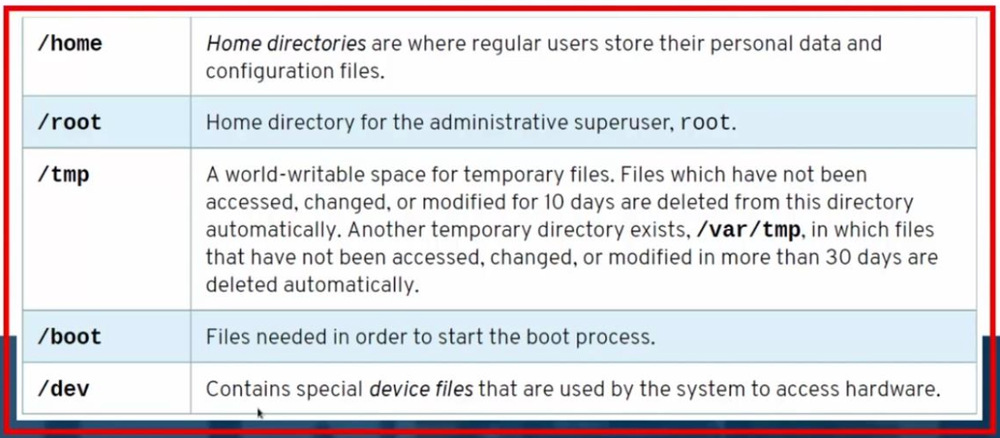 /home
Home directories are where regular users store their personal data and
configuration files.
/root
Home directory for the administrative superuser, root.
/tmp
A world-writable space for temporary files. Files which have not been
accessed, changed, or modified for 10 days are deleted from this directory
automatically. Another temporary directory exists, /var/tmp, in which files
that have not been accessed, changed, or modified in more than 30 days are
deleted automatically.
/boot
Files needed in order to start the boot process.
/dev
Contains special device files that are used by the system to access hardware.